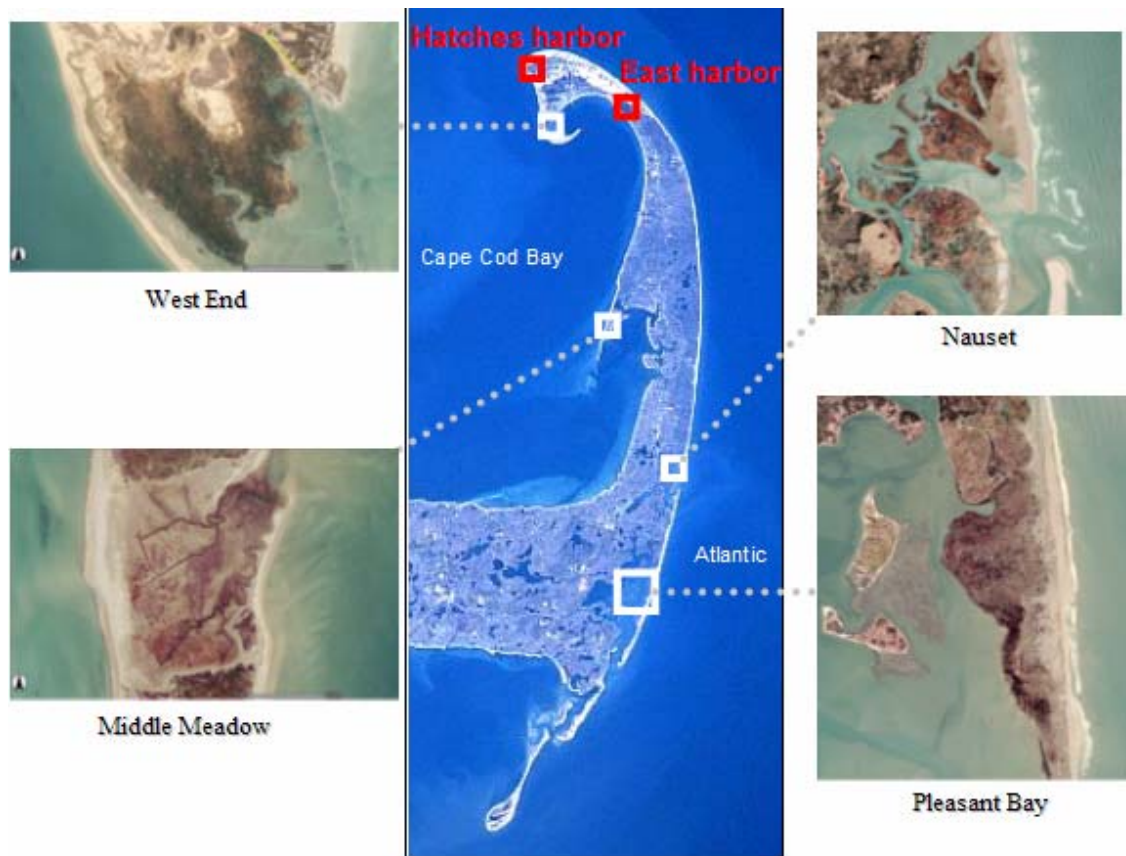 Hatches harbor
East harbor
Cape Cod Bay
West End
Nauset
Atlantic
Middle Meadow
Pleasant Bay